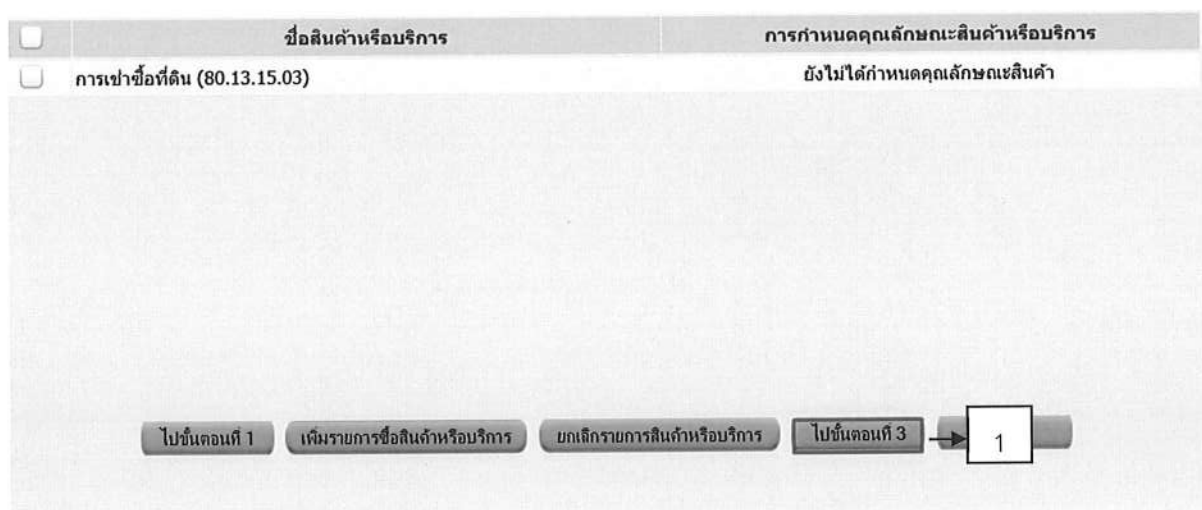 ชื่อสินค้าหรือบริการ การกำหนดคุณลักษณะสินค้าหรือบริการ
การเช่าซื้อที่ดิน (80.13.15.03) ยังไม่ได้กำหนดคุณลักษณะสินค้า
ไปขั้นตอนที่ 1 เพิ่มรายการชื่อสินค้าหรือบริการ ยกเลิกรายการสินค้าหรือบริการ ไปขั้นตอนที่ 3 1